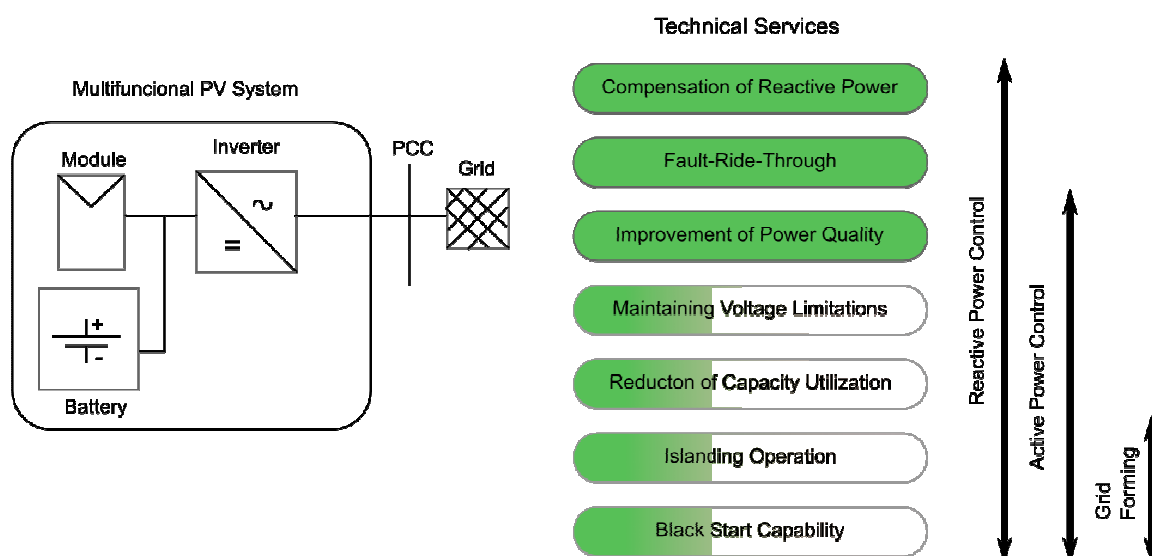 Technical Services
Multifuncional PV System
Module
Inverter
PCC
Grid
Battery
Compensation of Reactive Power
Fault-Ride-Through
Improvement of Power Quality
Maintaining Voltage Limitations
Reducton of Capacity Utilization
Islanding Operation
Black Start Capability
Reactive Power Control
Active Power Control
Grid
Forming